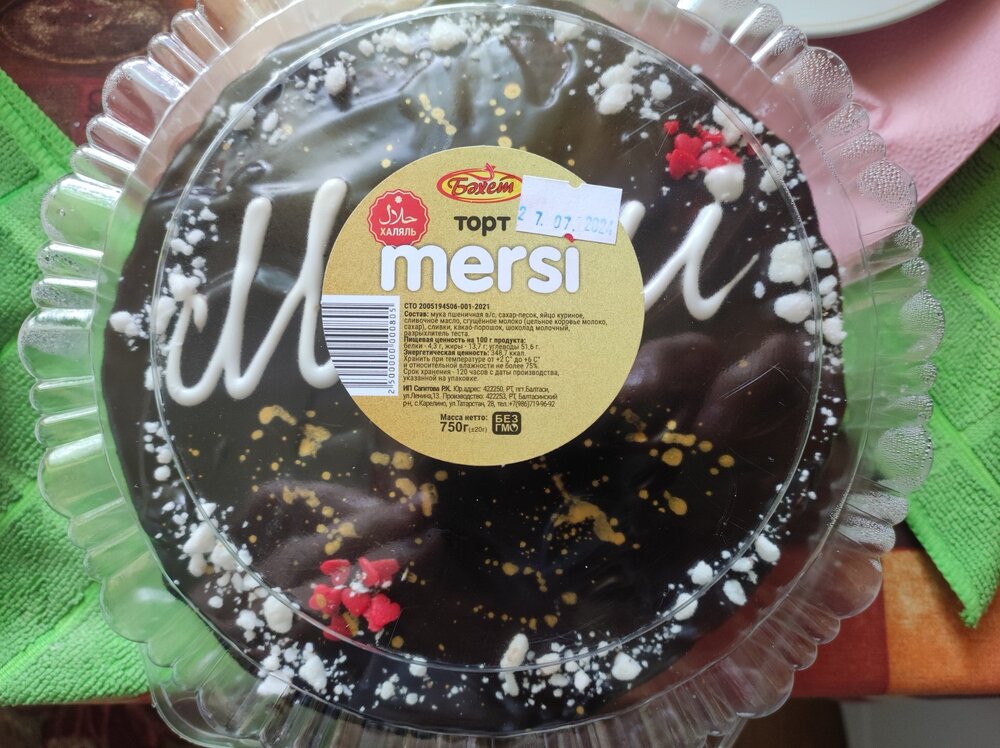 Бәхет
حلال
ХАЛЯЛЬ
ТОРТ
27.07.2024
mersi
СТО 2005194506-001-2021
Состав: мука пшеничная в/с, сахар-песок, яйцо куриное,
сливочное масло, сгущённое молоко (цельное коровье молоко,
сахар), сливки, какао-порошок, шоколад молочный,
разрыхлитель теста.
Пищевая ценность на 100 г продукта:
белки - 4,3 г, жиры - 13,7 г; углеводы 51,6 г.
Энергетическая ценность: 348,7 ккал.
Хранить при температуре от +2 С° до +6 С°
и относительной влажности не более 75%.
Срок хранения - 120 часов с даты производства,
указанной на упаковке.
ИП Сапитова Р.К. Юр.адрес: 422250, РТ, пгт.Балтаси,
ул.Ленина,13. Производство: 422253, РТ, Балтасинский
р-н, с.Карелино, ул.Татарстан, 28, тел.+7(986)719-96-92
Масса нетто:
750г(±20г)
БЕЗ
ГМО
2 500000 000805